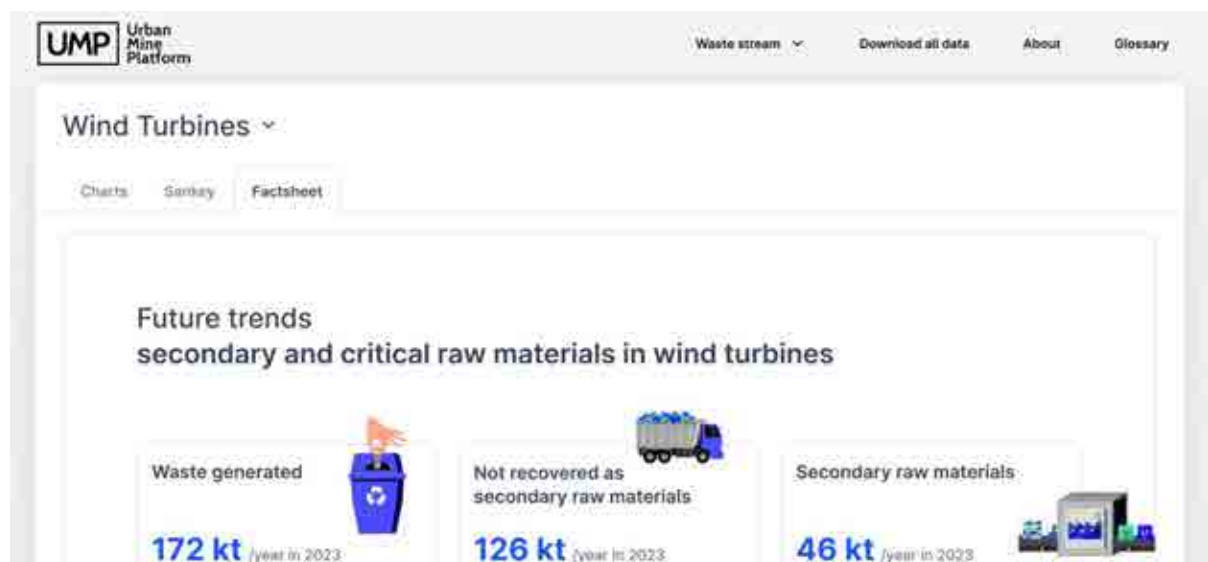 UMP Urban
Mine
Platform
Waste stream
Download all data
About
Glossary
Wind Turbines
Charts
Sankey
Factsheet
Future trends
secondary and critical raw materials in wind turbines
Waste generated
172 kt /year in 2023
Not recovered as
secondary raw materials
126 kt /year in 2023
Secondary raw materials
46 kt /year in 2023